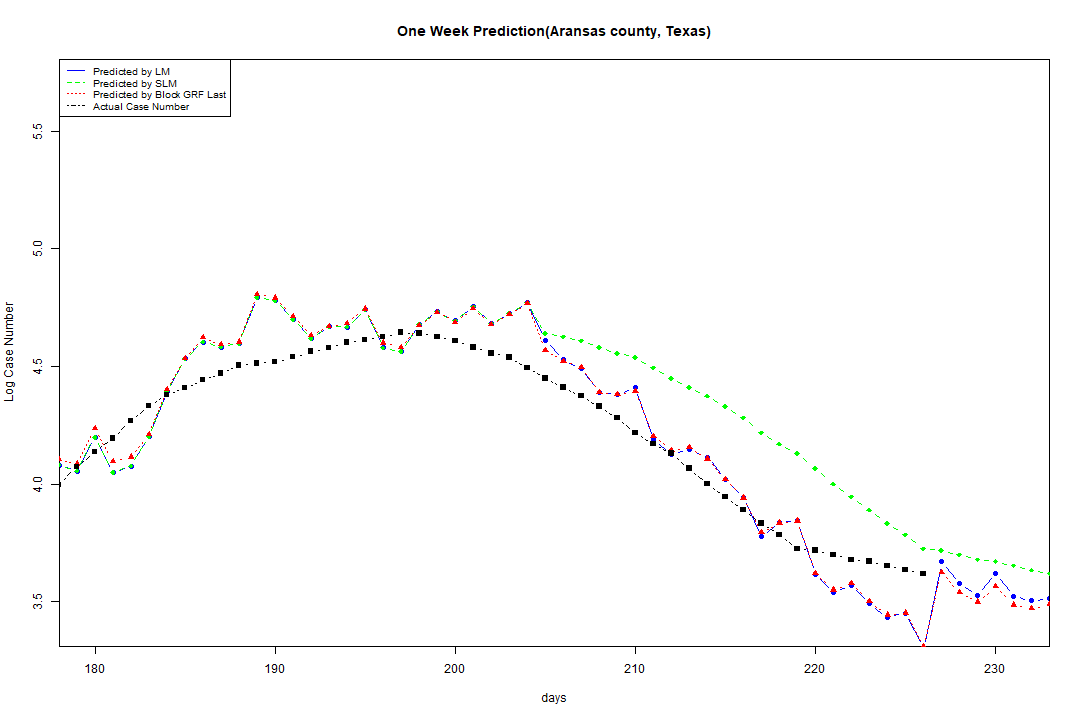 One Week Prediction(Aransas county, Texas)
Predicted by LM
Predicted by SLM
Predicted by Block GRF Last
Actual Case Number
5.5
5.0
4.5
4.0
3.5
Log Case Number
180 190 200 210 220 230
days